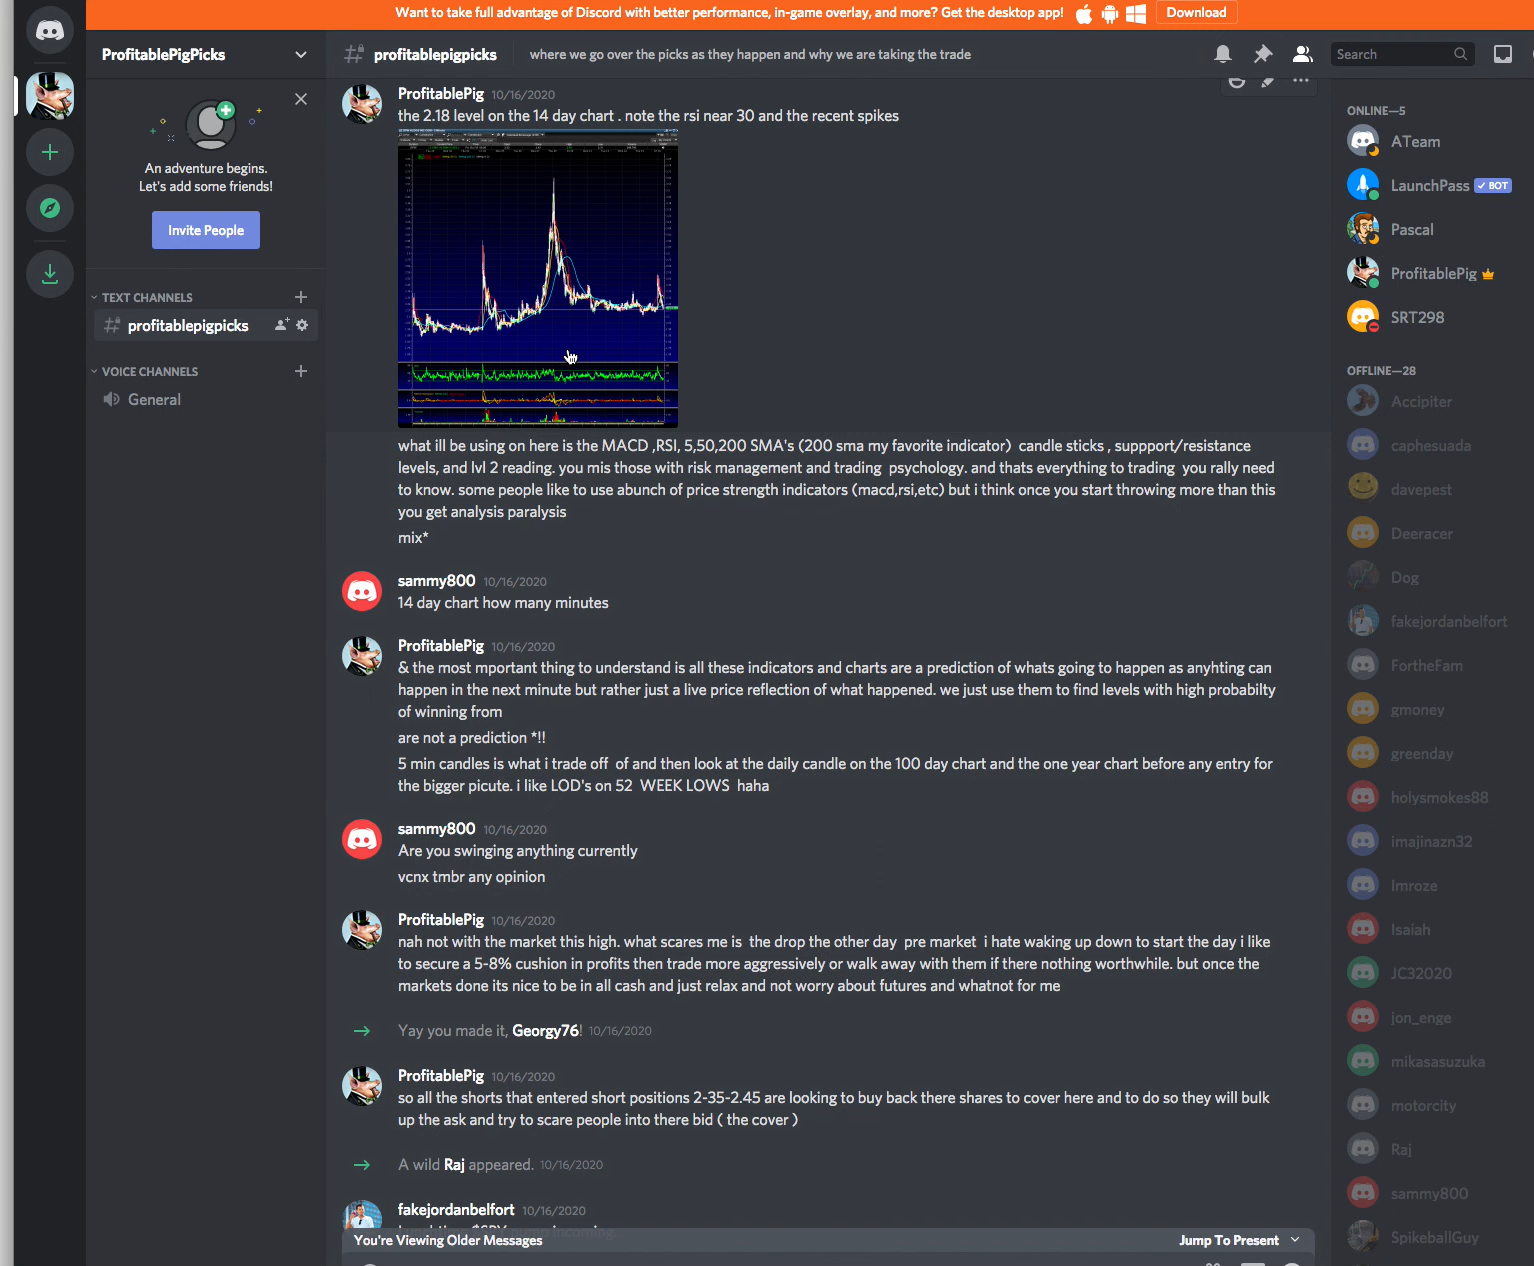 Want to take full advantage of Discord with better performance, in-game overlay, and more? Get the desktop app!
Download
ProfitablePigPicks
profitablepigpicks
where we go over the picks as they happen and why we are taking the trade
Search
An adventure begins.
Let's add some friends!
Invite People
TEXT CHANNELS
profitablepigpicks
VOICE CHANNELS
General
ProfitablePig 10/16/2020
the 2.18 level on the 14 day chart . note the rsi near 30 and the recent spikes
what ill be using on here is the MACD ,RSI, 5,50,200 SMA's (200 sma my favorite indicator) candle sticks , suppport/resistance
levels, and lvl 2 reading. you mis those with risk management and trading psychology. and thats everything to trading you rally need
to know. some people like to use abunch of price strength indicators (macd,rsi,etc) but i think once you start throwing more than this
you get analysis paralysis
mix*
sammy800 10/16/2020
14 day chart how many minutes
ProfitablePig 10/16/2020
& the most mportant thing to understand is all these indicators and charts are a prediction of whats going to happen as anyhting can
happen in the next minute but rather just a live price reflection of what happened. we just use them to find levels with high probabilty
of winning from
are not a prediction *!!
5 min candles is what i trade off of and then look at the daily candle on the 100 day chart and the one year chart before any entry for
the bigger picute. i like LOD's on 52 WEEK LOWS haha
sammy800 10/16/2020
Are you swinging anything currently
vcnx tmbr any opinion
ProfitablePig 10/16/2020
nah not with the market this high. what scares me is the drop the other day pre market i hate waking up down to start the day i like
to secure a 5-8% cushion in profits then trade more aggressively or walk away with them if there nothing worthwhile. but once the
markets done its nice to be in all cash and just relax and not worry about futures and whatnot for me
Yay you made it, Georgy76! 10/16/2020
ProfitablePig 10/16/2020
so all the shorts that entered short positions 2-35-2.45 are looking to buy back there shares to cover here and to do so they will bulk
up the ask and try to scare people into there bid ( the cover )
A wild Raj appeared. 10/16/2020
fakejordanbelfort 10/16/2020
You're Viewing Older Messages
Jump To Present
ONLINE—5
ATeam
LaunchPass BOT
Pascal
ProfitablePig
SRT298
OFFLINE—28
Accipiter
caphesuada
davepest
Deeracer
Dog
fakejordanbelfort
FortheFam
gmoney
greenday
holysmokes88
imajinazn32
Imroze
Isaiah
JC32020
jon_enge
mikasasuzuka
motorcity
Raj
sammy800
SpikeballGuy